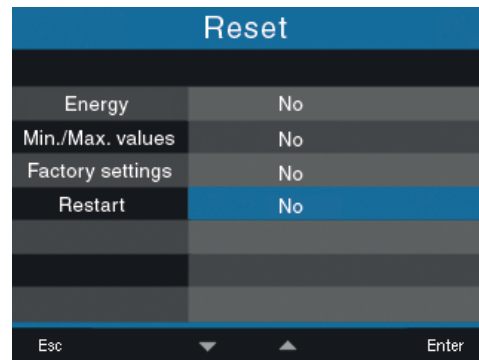 Reset
Energy No
Min./Max. values No
Factory settings No
Restart No
Esc Enter